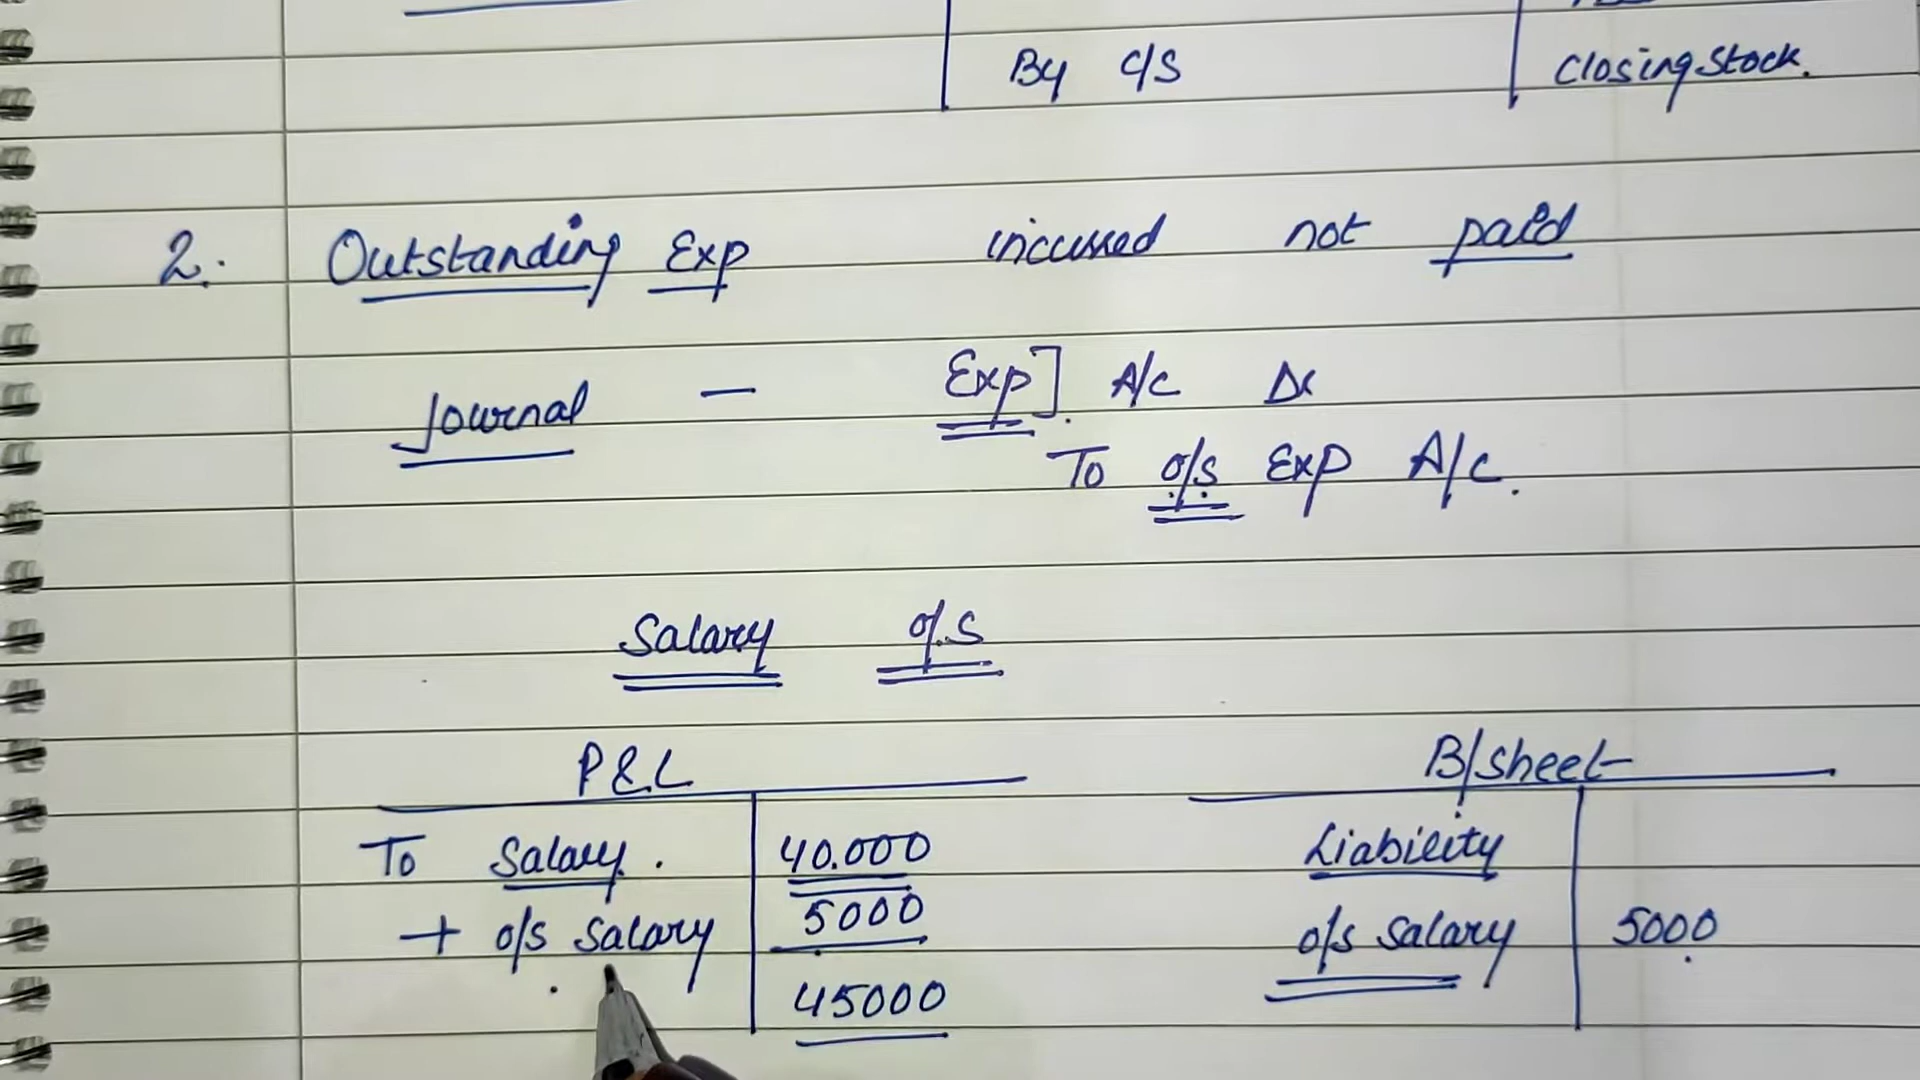 By C/S
Closing Stock.
2. Outstanding Exp incurred not paid
Journal — Exp] A/c Dr
To o/s Exp A/c.
Salary o/s
P&L
To Salary. 40.000
+ o/s Salary 5000
45000
B/Sheet
Liability
o/s Salary 5000